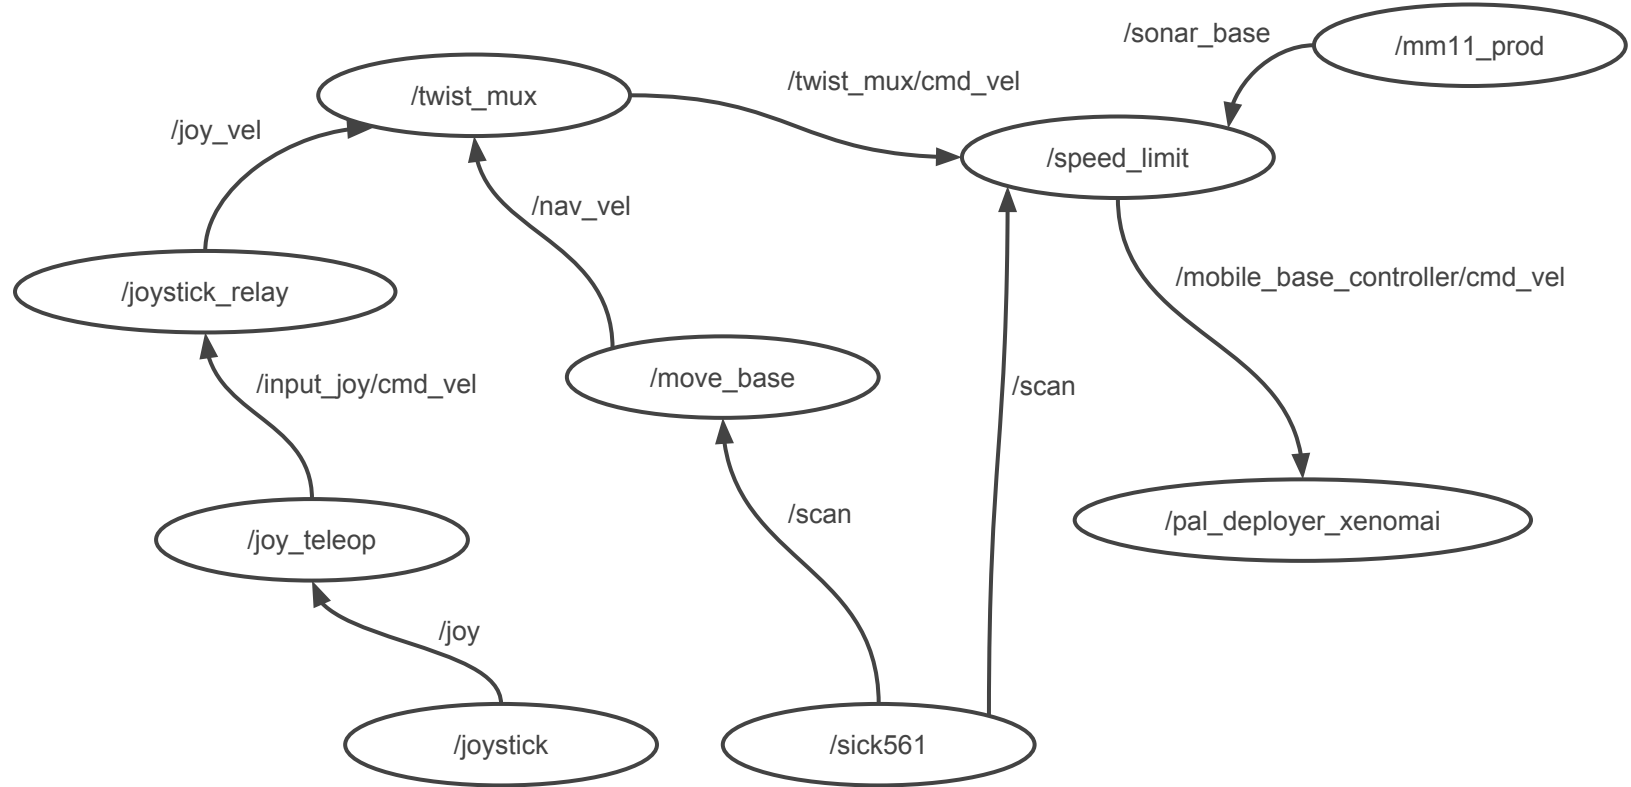 /sonar_base
/mm11_prod
/twist_mux
/twist_mux/cmd_vel
/joy_vel
/speed_limit
/nav_vel
/mobile_base_controller/cmd_vel
/joystick_relay
/move_base
/input_joy/cmd_vel
/scan
/scan
/pal_deployer_xenomai
/joy_teleop
/joy
/joystick
/sick561